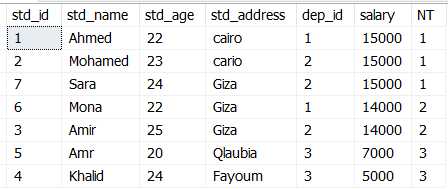 std_id std_name std_age std_address dep_id salary NT
1 Ahmed 22 cairo 1 15000 1
2 Mohamed 23 cario 2 15000 1
7 Sara 24 Giza 2 15000 1
6 Mona 22 Giza 1 14000 2
3 Amir 25 Giza 2 14000 2
5 Amr 20 Qlaubia 3 7000 3
4 Khalid 24 Fayoum 3 5000 3